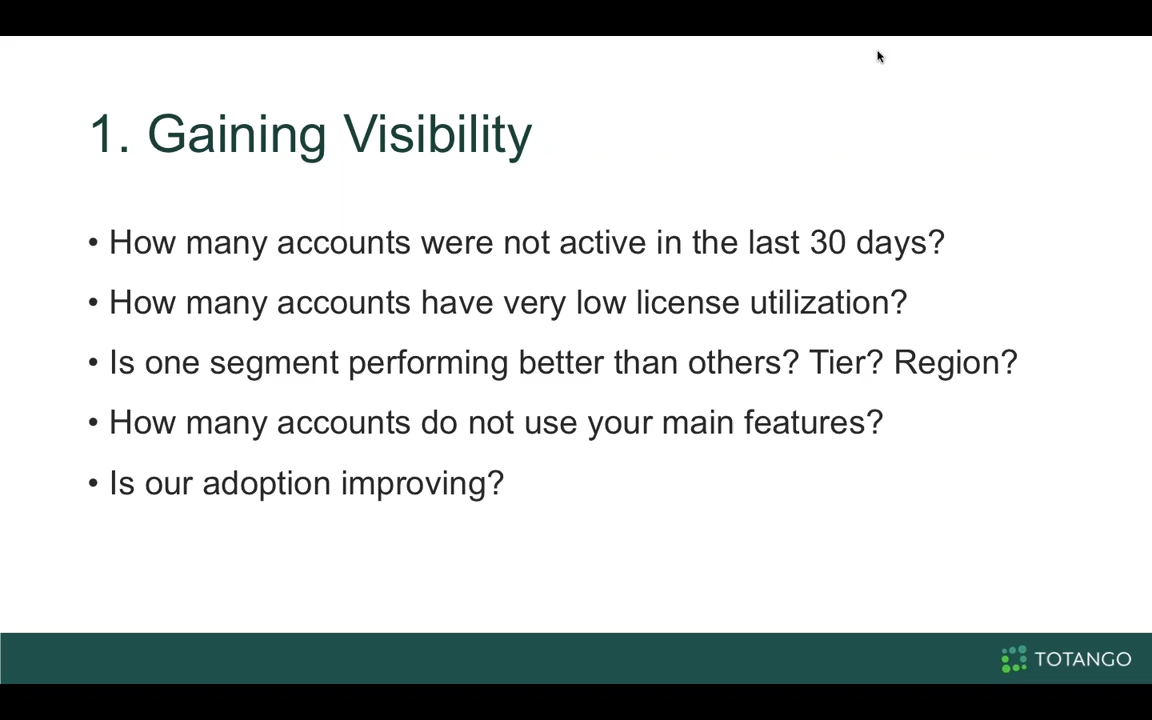 1. Gaining Visibility
• How many accounts were not active in the last 30 days?
• How many accounts have very low license utilization?
• Is one segment performing better than others? Tier? Region?
• How many accounts do not use your main features?
• Is our adoption improving?
TOTANGO